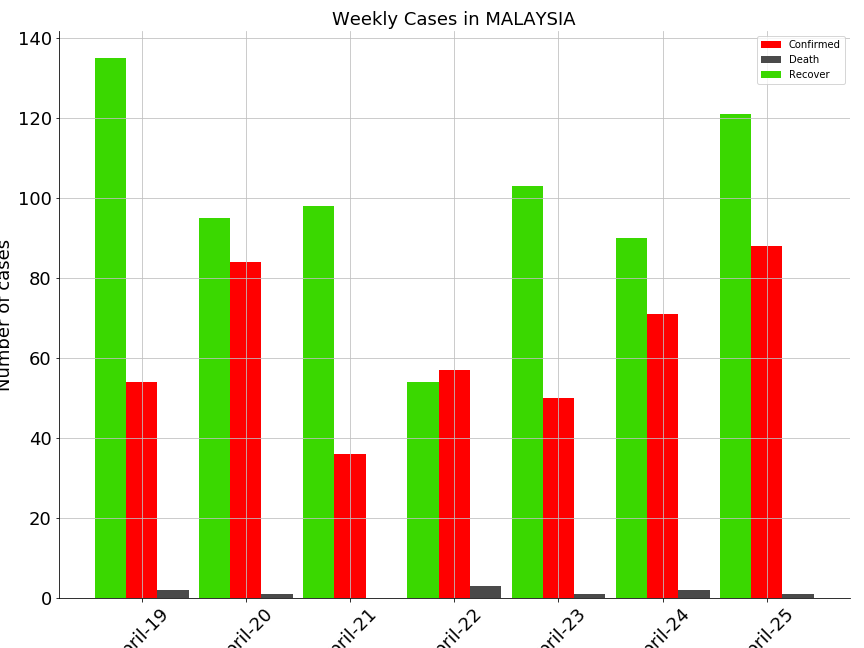 Weekly Cases in MALAYSIA
Confirmed
Death
Recover
Number of cases
140
120
100
80
60
40
20
0
pril-19
pril-20
pril-21
pril-22
pril-23
pril-24
pril-25